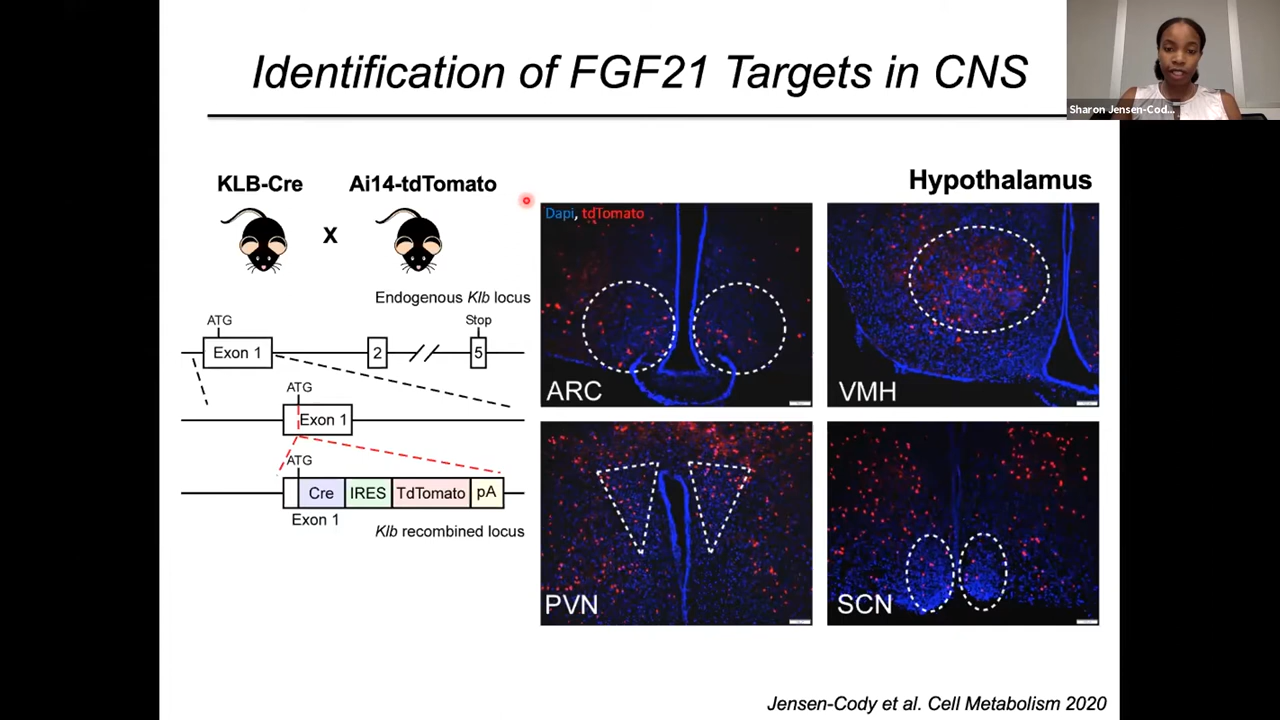 Identification of FGF21 Targets in CNS
Sharon Jensen-Cod...
KLB-Cre
Ai14-tdTomato
X
Hypothalamus
Dapi, tdTomato
Endogenous Klb locus
ATG
Stop
Exon 1
2
5
ATG
Exon 1
ATG
Cre
IRES
TdTomato
pA
Exon 1
Klb recombined locus
ARC
VMH
PVN
SCN
Jensen-Cody et al. Cell Metabolism 2020